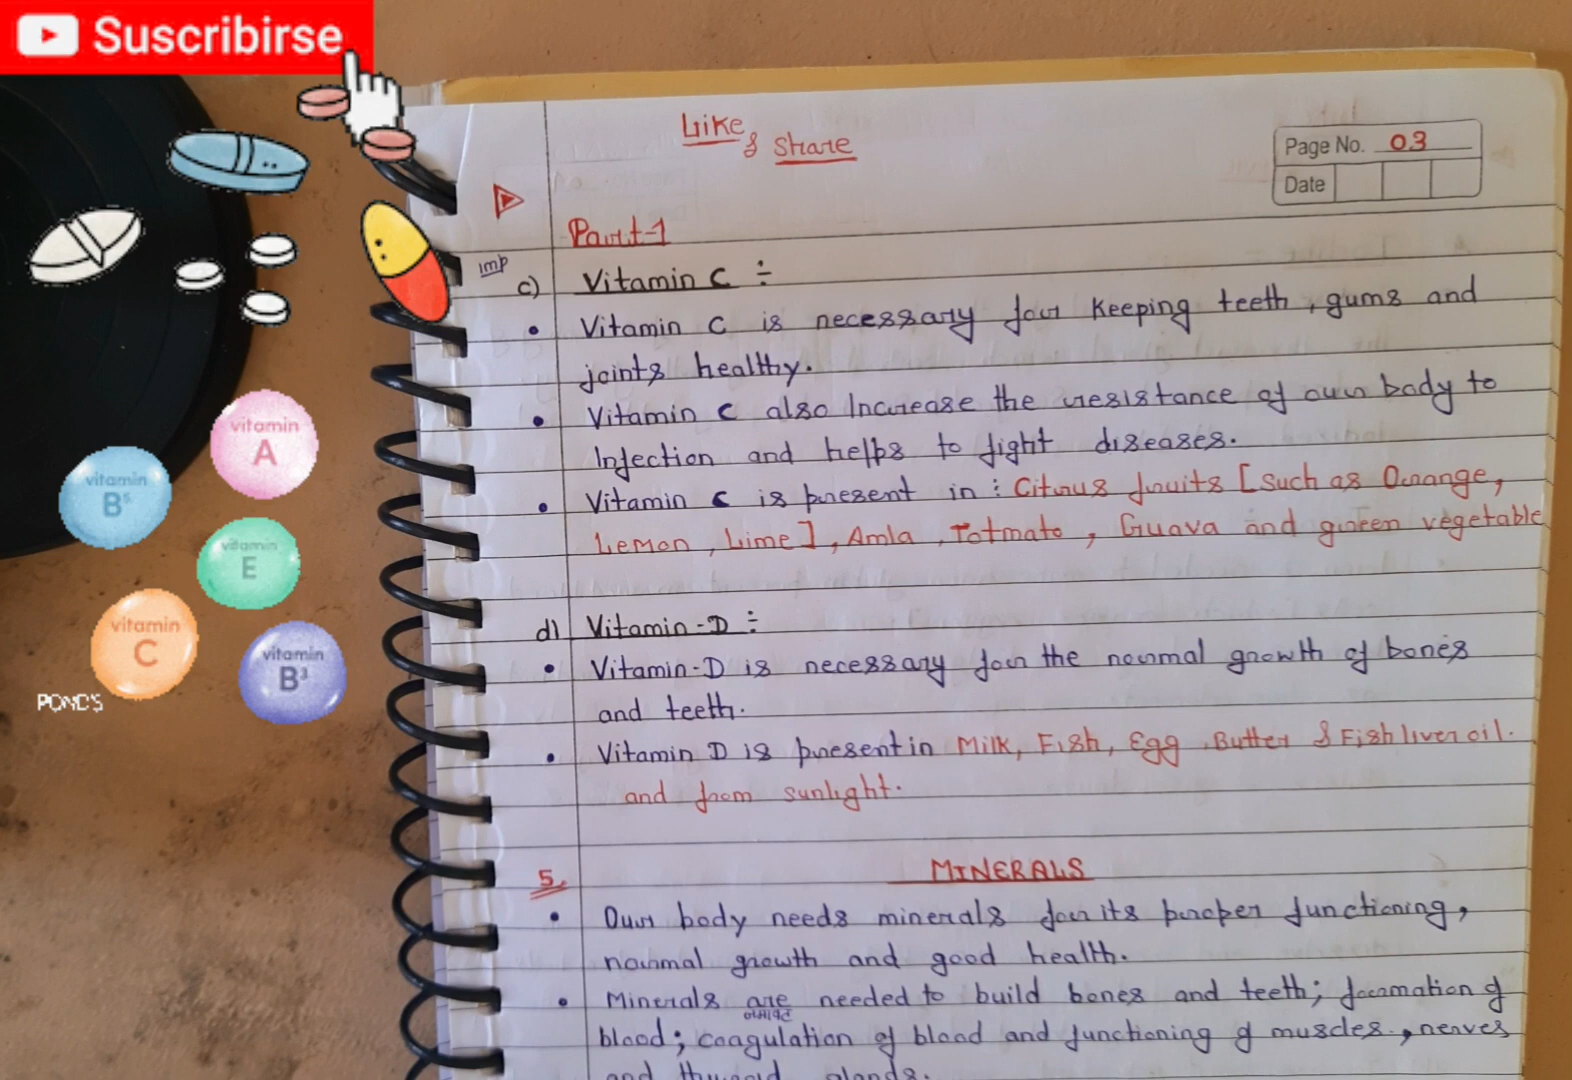 Suscribirse
Like & Share
Page No. 03
Date
Part-1
imp
c) Vitamin C :
• Vitamin C is necessary for Keeping teeth, gums and
joints healthy.
• Vitamin C also Increase the resistance of our body to
Infection and helps to fight diseases.
• Vitamin C is present in : Citrus fruits [such as Orange,
Lemon, Lime], Amla, Totmato, Guava and green vegetable
d) Vitamin-D :
• Vitamin-D is necessary for the normal growth of bones
and teeth.
• Vitamin D is present in Milk, Fish, Egg, Butter & Fish liver oil.
and from sunlight.
5. MINERALS
• Our body needs minerals for its proper functioning,
normal growth and good health.
• Minerals are needed to build bones and teeth; formation of
blood; coagulation of blood and functioning of muscles, nerves
and thyroid glands.
vitamin
A
vitamin
B⁶
vitamin
E
vitamin
C
vitamin
B³
POND'S